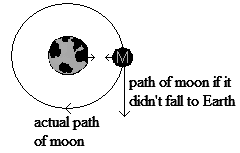 M
path of moon if it
didn't fall to Earth
actual path
of moon